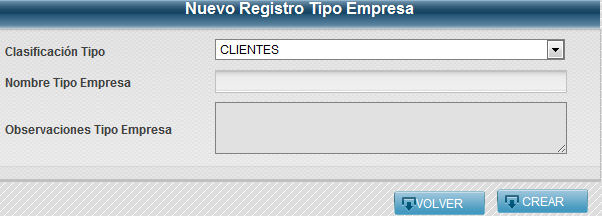 Nuevo Registro Tipo Empresa
Clasificación Tipo
CLIENTES
Nombre Tipo Empresa
Observaciones Tipo Empresa
VOLVER
CREAR